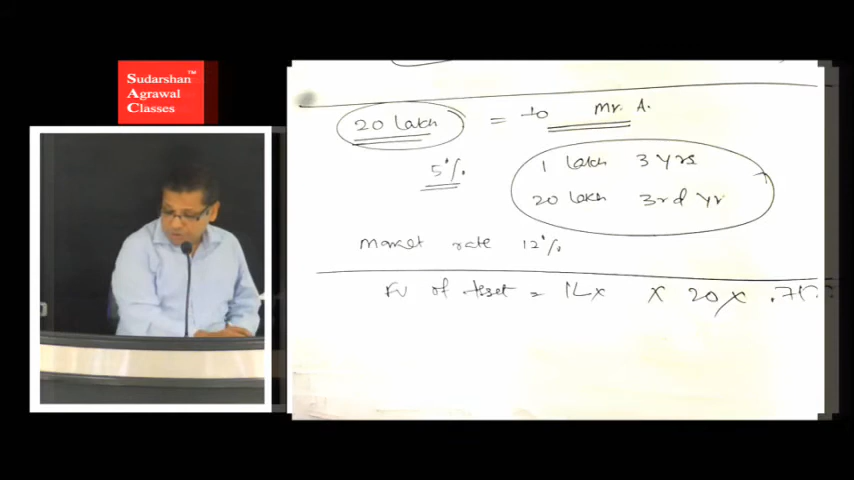 Sudarshan™
Agrawal
Classes
20 Lakh = to Mr. A.
5% 1 Lakh 3 yrs
20 Lakh 3rd yr
Market rate 12%
FV of Asset = 1L x x 20 x